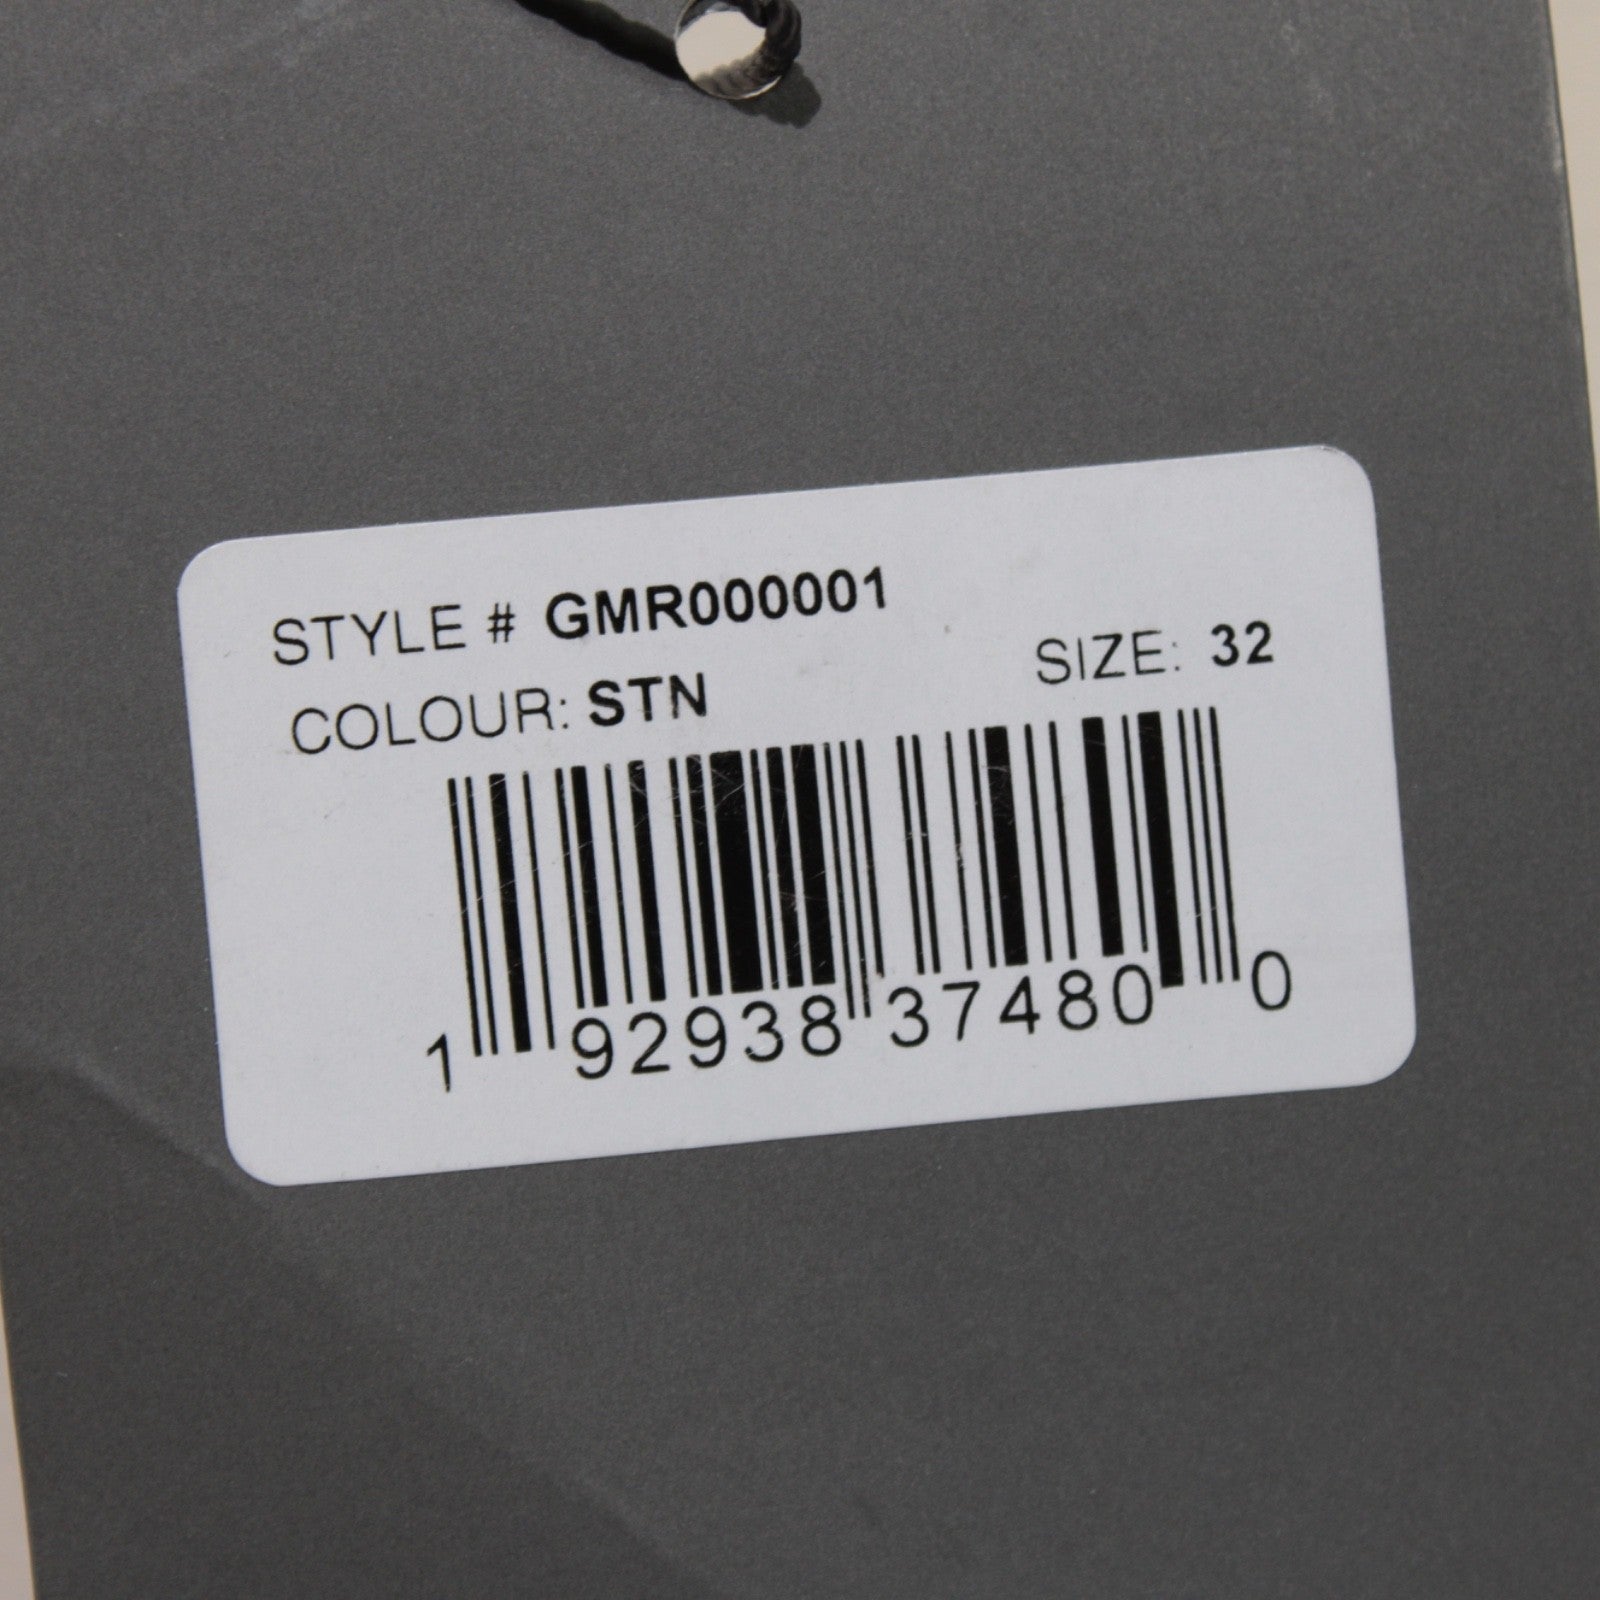 STYLE # GMR000001
COLOUR: STN SIZE: 32
1 92938 37480 0